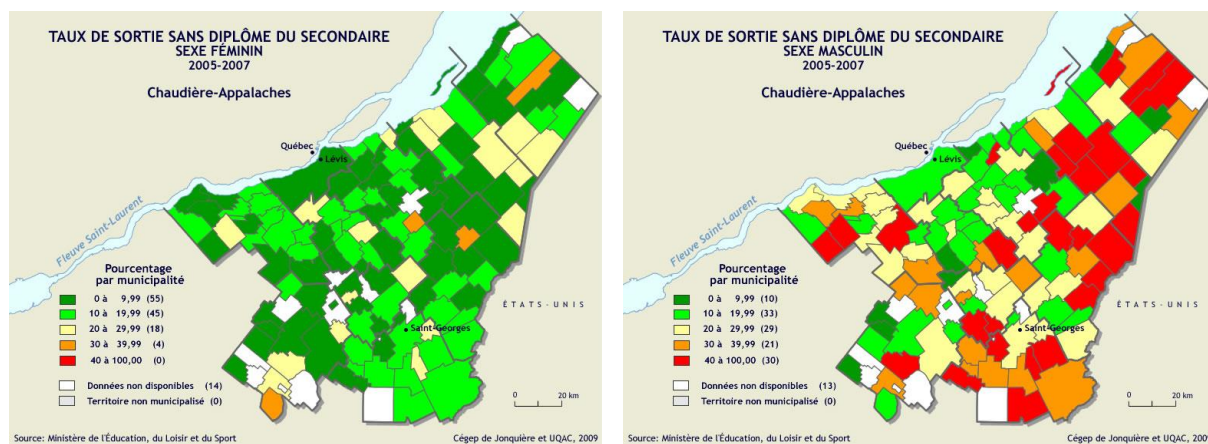 TAUX DE SORTIE SANS DIPLÔME DU SECONDAIRE
SEXE FÉMININ
2005-2007
Chaudière-Appalaches
Québec
Lévis
Fleuve Saint-Laurent
Pourcentage
par municipalité
0 à 9,99 (55)
10 à 19,99 (45)
20 à 29,99 (18)
30 à 39,99 (4)
40 à 100,00 (0)
Données non disponibles (14)
Territoire non municipalisé (0)
ÉTATS-UNIS
Saint-Georges
0 20 km
Source: Ministère de l'Éducation, du Loisir et du Sport
Cégep de Jonquière et UQAC, 2009
TAUX DE SORTIE SANS DIPLÔME DU SECONDAIRE
SEXE MASCULIN
2005-2007
Chaudière-Appalaches
Québec
Lévis
Fleuve Saint-Laurent
Pourcentage
par municipalité
0 à 9,99 (10)
10 à 19,99 (33)
20 à 29,99 (29)
30 à 39,99 (21)
40 à 100,00 (30)
Données non disponibles (13)
Territoire non municipalisé (0)
ÉTATS-UNIS
Saint-Georges
0 20 km
Source: Ministère de l'Éducation, du Loisir et du Sport
Cégep de Jonquière et UQAC, 2009